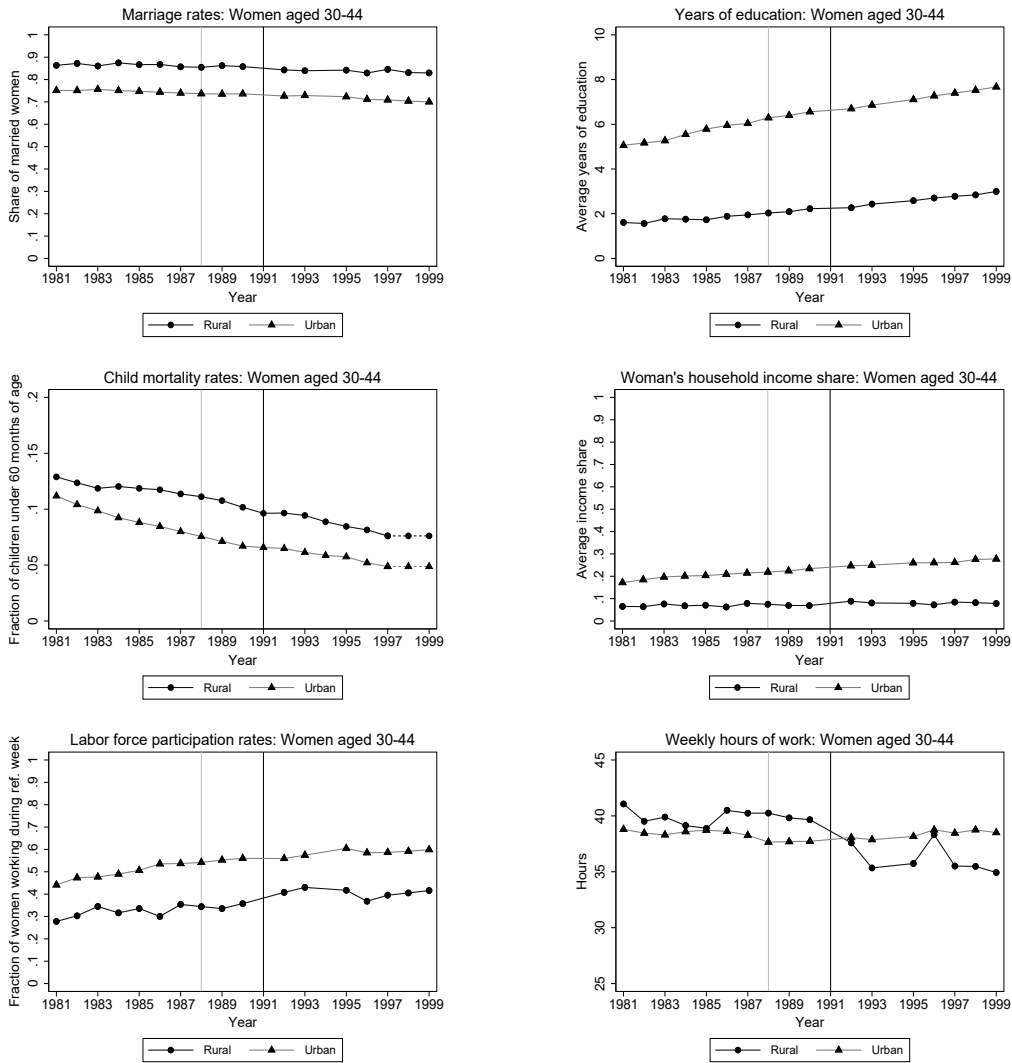 Marriage rates: Women aged 30-44
Share of married women
0 .1 .2 .3 .4 .5 .6 .7 .8 .9 1
1981 1983 1985 1987 1989 1991 1993 1995 1997 1999
Year
Rural Urban
Years of education: Women aged 30-44
Average years of education
0 2 4 6 8 10
1981 1983 1985 1987 1989 1991 1993 1995 1997 1999
Year
Rural Urban
Child mortality rates: Women aged 30-44
Fraction of children under 60 months of age
0 .05 .1 .15 .2
1981 1983 1985 1987 1989 1991 1993 1995 1997 1999
Year
Rural Urban
Woman's household income share: Women aged 30-44
Average income share
0 .1 .2 .3 .4 .5 .6 .7 .8 .9 1
1981 1983 1985 1987 1989 1991 1993 1995 1997 1999
Year
Rural Urban
Labor force participation rates: Women aged 30-44
Fraction of women working during ref. week
0 .1 .2 .3 .4 .5 .6 .7 .8 .9 1
1981 1983 1985 1987 1989 1991 1993 1995 1997 1999
Year
Rural Urban
Weekly hours of work: Women aged 30-44
Hours
25 30 35 40 45
1981 1983 1985 1987 1989 1991 1993 1995 1997 1999
Year
Rural Urban